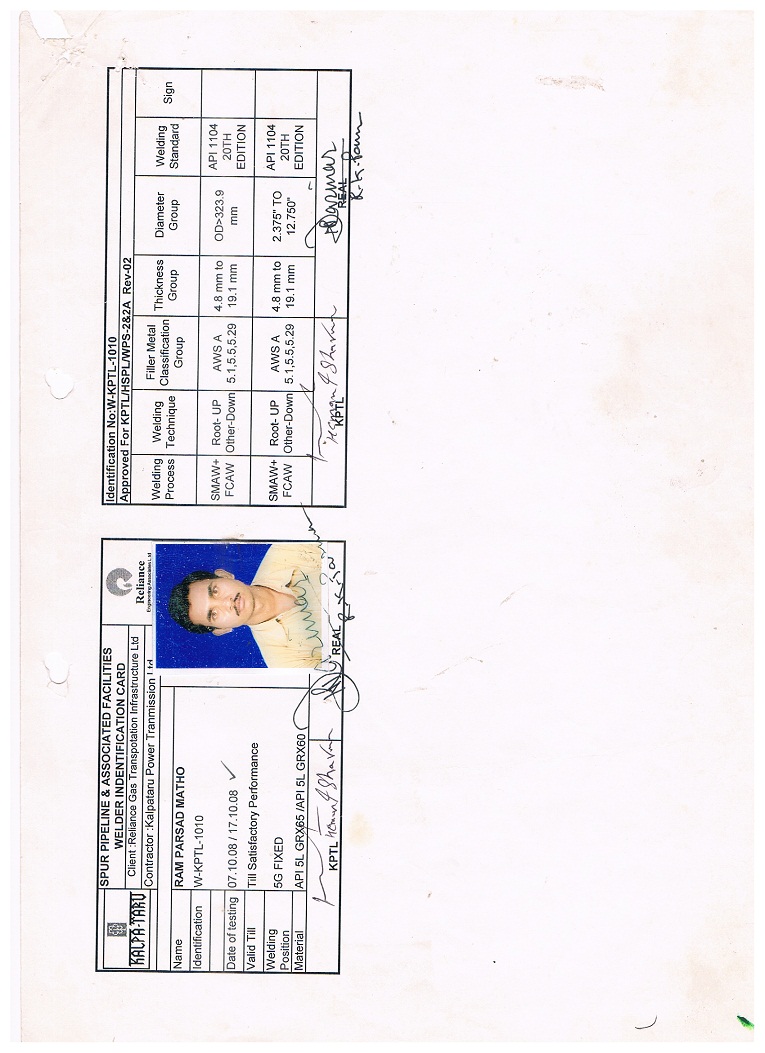 SPUR PIPELINE & ASSOCIATED FACILITIES
WELDER INDENTIFICATION CARD
Client :Reliance Gas Transpotation Infrastructure Ltd
Contractor :Kalpataru Power Tranmission Ltd
KALPA-TARU
Reliance
Engineering Associates Ltd
Name RAM PARSAD MATHO
Identification W-KPTL-1010
Date of testing 07.10.08 / 17.10.08 ✓
Valid Till Till Satisfactory Performance
Welding Position 5G FIXED
Material API 5L GRX65 /API 5L GRX60
KPTL REAL
Identification No:W-KPTL-1010
Approved For KPTL/HSPL/WPS-2&2A Rev-02
Welding Process Welding Technique Filler Metal Classification Group Thickness Group Diameter Group Welding Standard Sign
SMAW+ FCAW Root- UP Other-Down AWS A 5.1,5.5,5.29 4.8 mm to 19.1 mm OD>323.9 mm API 1104 20TH EDITION
SMAW+ FCAW Root- UP Other-Down AWS A 5.1,5.5,5.29 4.8 mm to 19.1 mm 2.375" TO 12.750" API 1104 20TH EDITION
KPTL REAL